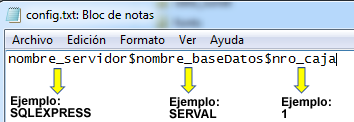 config.txt: Bloc de notas
Archivo Edición Formato Ver Ayuda
nombre_servidor$nombre_baseDatos$nro_caja
Ejemplo: Ejemplo: Ejemplo:
SQLEXPRESS SERVAL 1